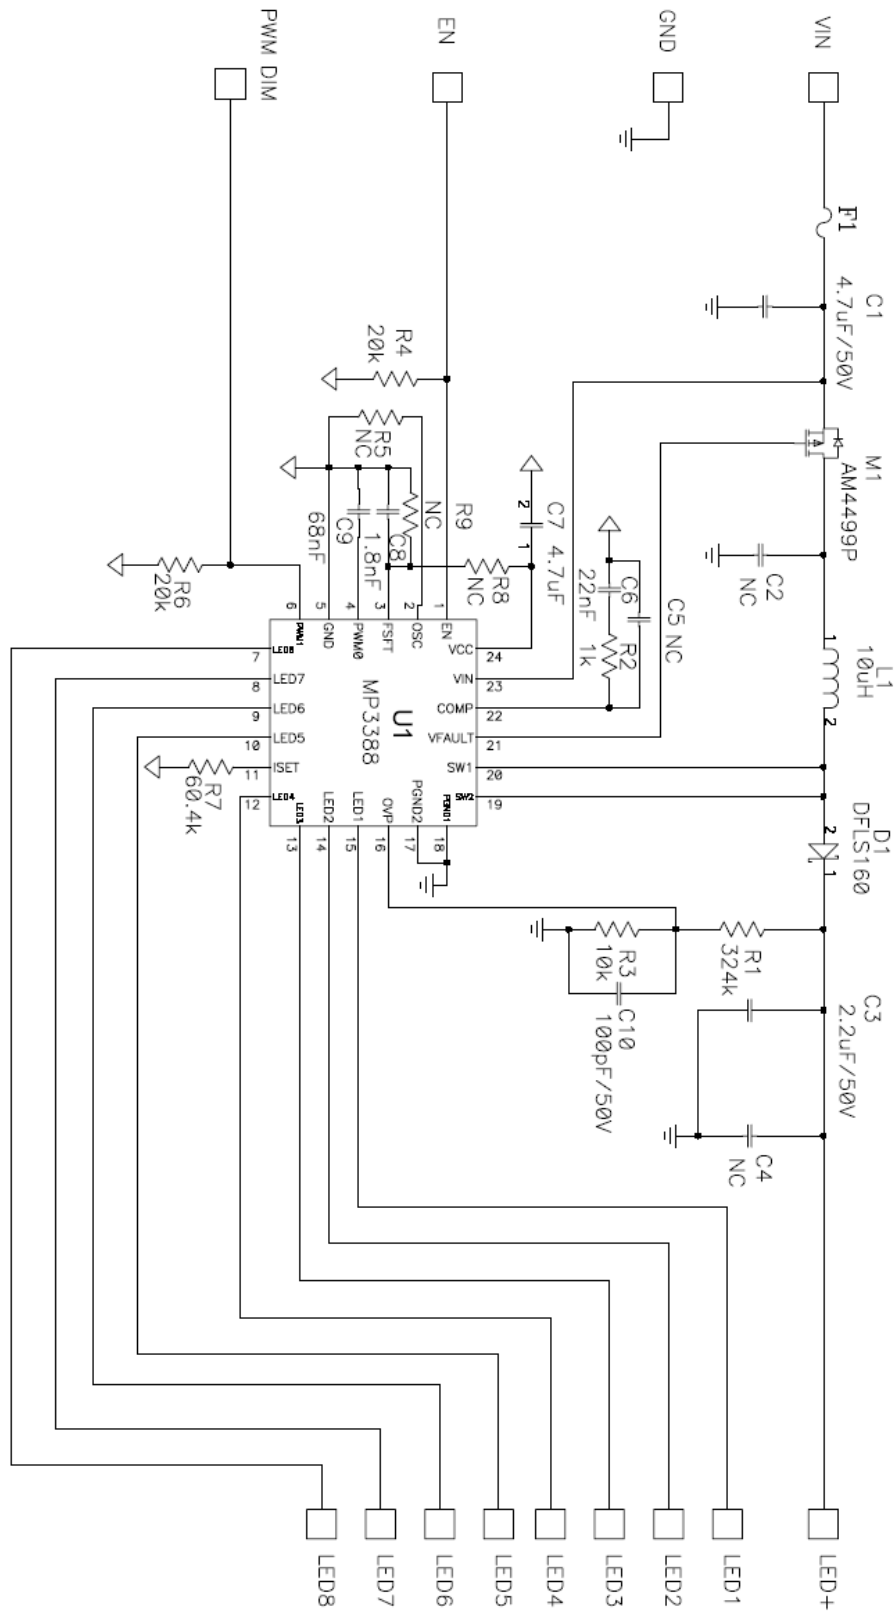 VIN
GND
EN
PWM DIM
F1
C1
4.7uF/50V
M1
AM4499P
C2
NC
L1
10uH
1
2
D1
DFLS160
2
1
C3
2.2uF/50V
C4
NC
R1
324k
R3
10k
C10
100pF/50V
R4
20k
R5
NC
R9
NC
C8
1.8nF
C9
68nF
R6
20k
C7 4.7uF
2
1
R8
NC
C6
22nF
R2
1k
C5 NC
U1
MP3388
1
EN
2
OSC
3
FSFT
4
PWMO
5
GND
6
PWMI
7
LED8
8
LED7
9
LED6
10
LED5
11
ISET
12
LED4
13
LED3
14
LED2
15
LED1
16
OVP
17
PGND2
18
PGND1
19
SW2
20
SW1
21
VFAULT
22
COMP
23
VIN
24
VCC
R7
60.4k
LED+
LED1
LED2
LED3
LED4
LED5
LED6
LED7
LED8